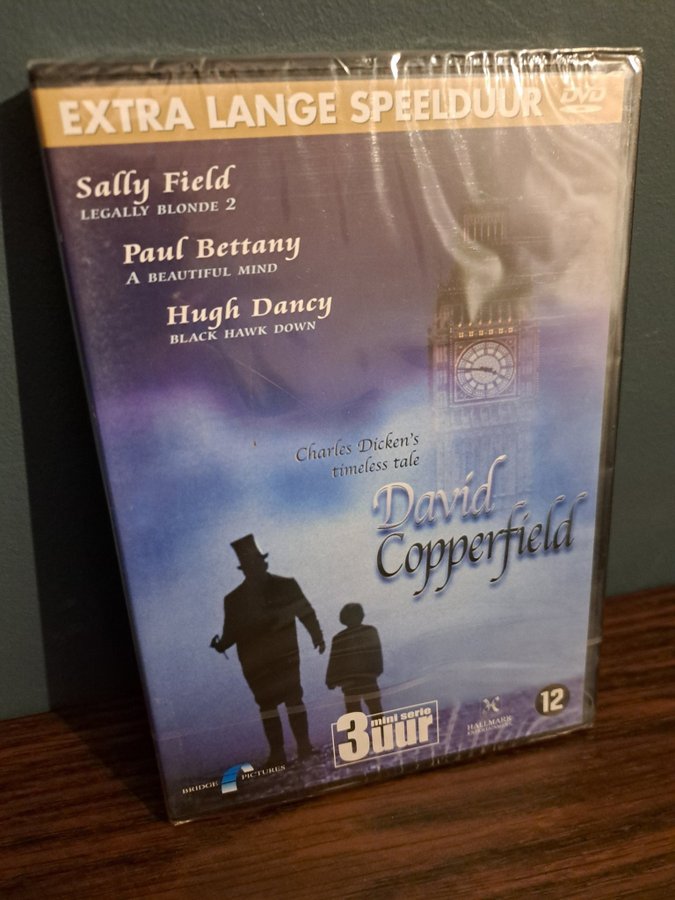 EXTRA LANGE SPEELDUUR
DVD
Sally Field
LEGALLY BLONDE 2
Paul Bettany
A BEAUTIFUL MIND
Hugh Dancy
BLACK HAWK DOWN
Charles Dicken's
timeless tale
David
Copperfield
mini serie
3uur
HALLMARK
ENTERTAINMENT
12
BRIDGE PICTURES